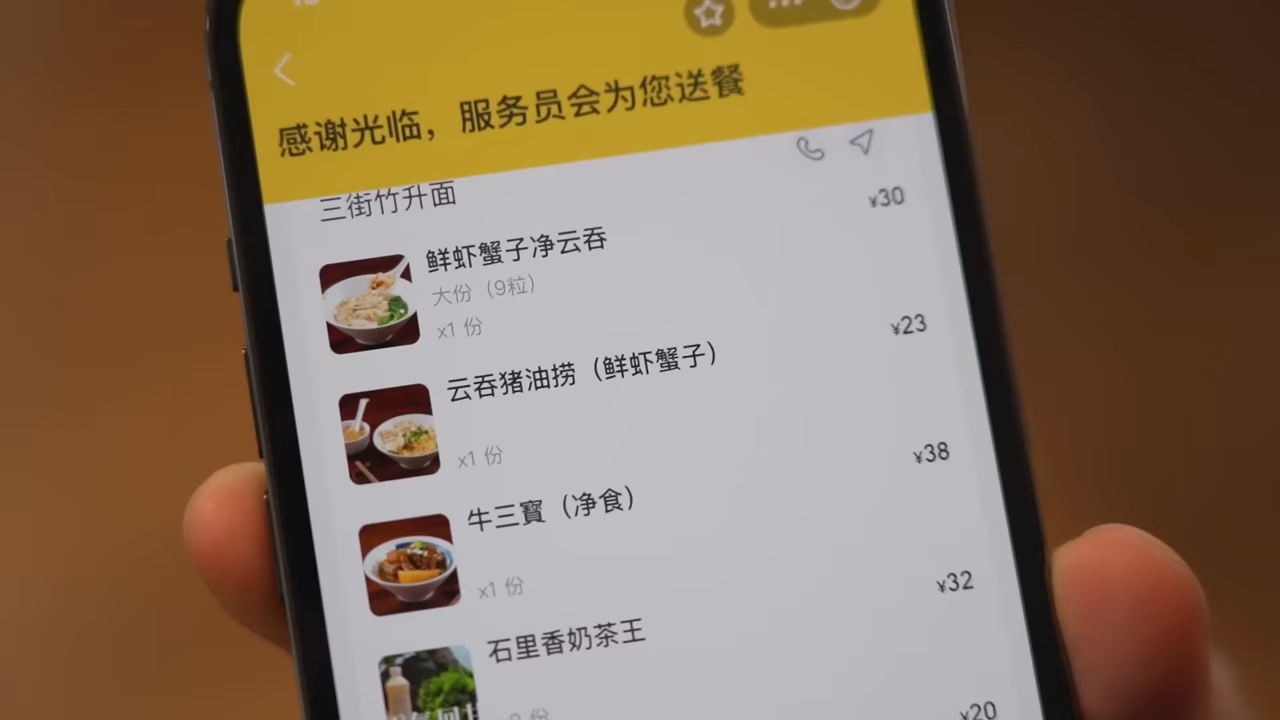 感谢光临，服务员会为您送餐
三街竹升面
鲜虾蟹子净云吞 ¥30
大份（9粒）
x1 份
云吞猪油捞（鲜虾蟹子） ¥23
x1 份
牛三寶（净食） ¥38
x1 份
石里香奶茶王 ¥32
份
¥20